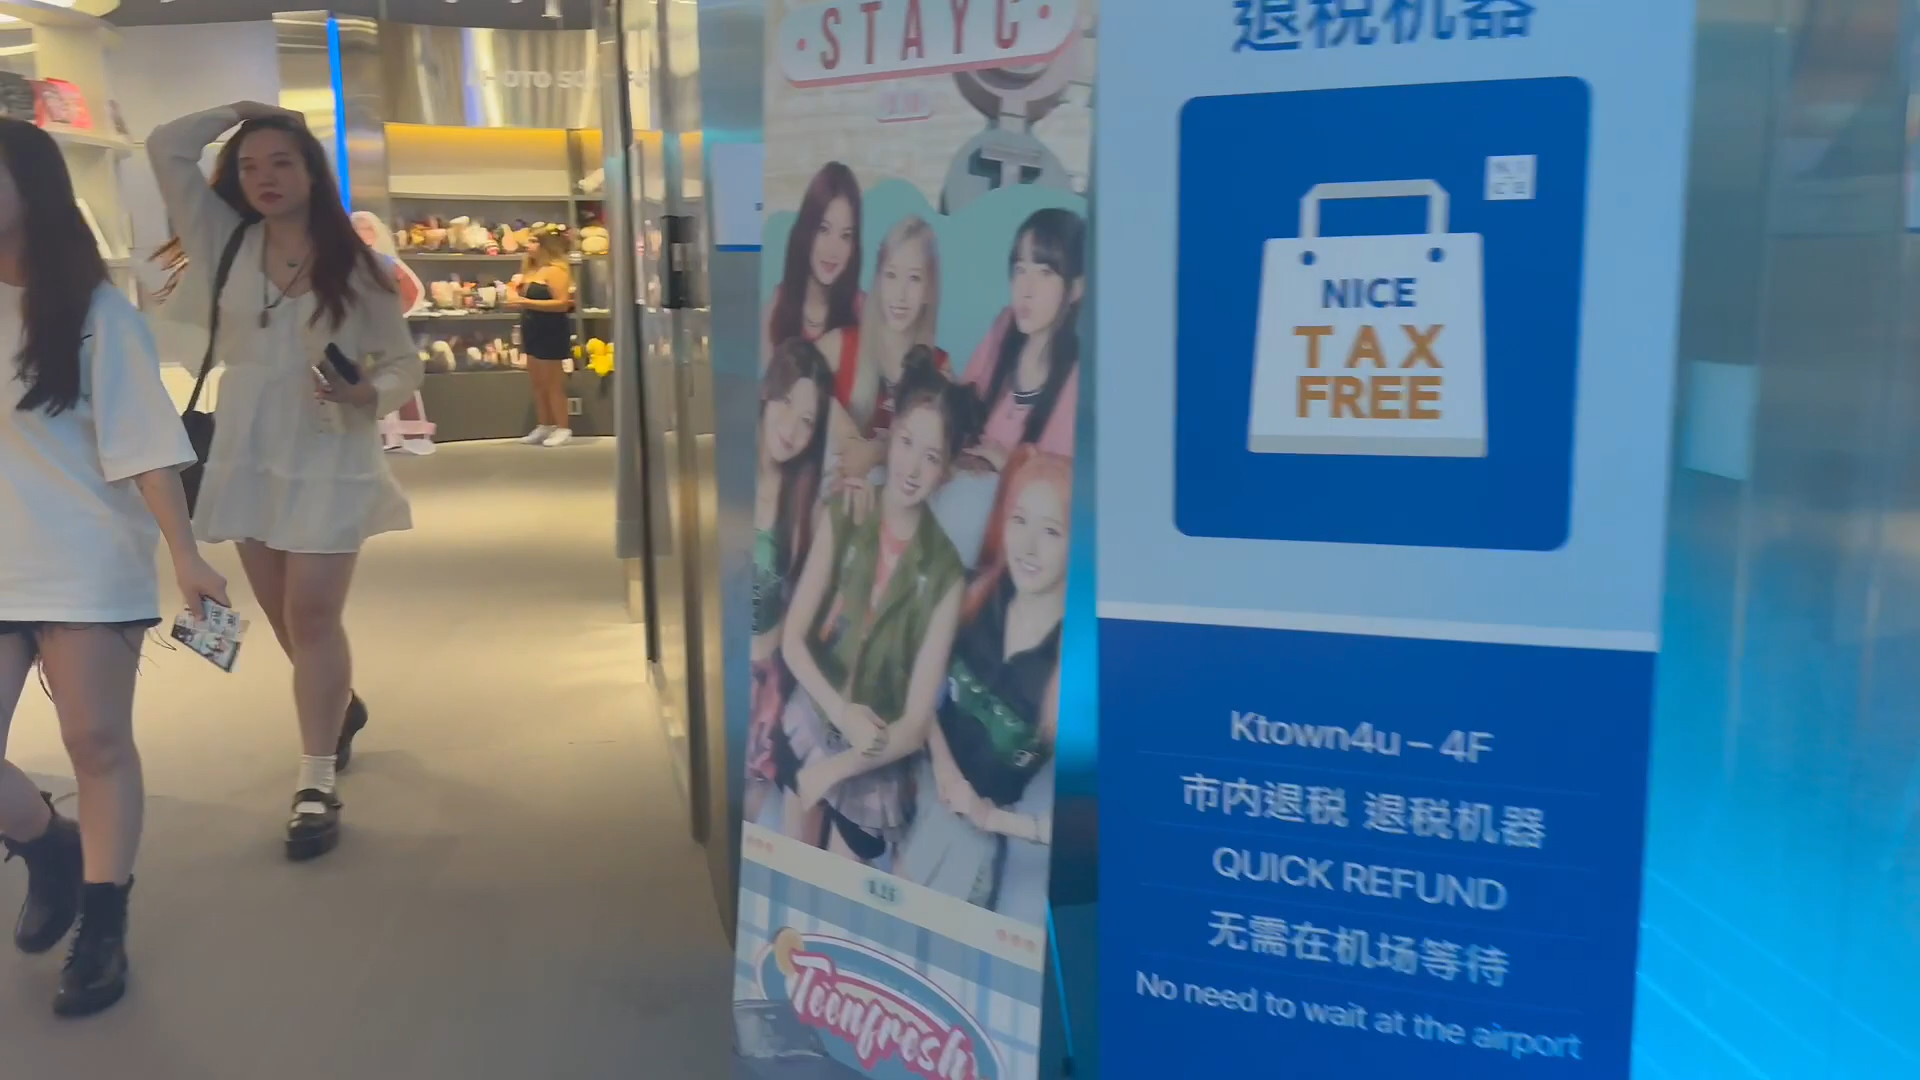 STAYC
退税机器
NICE
TAX
FREE
Ktown4u – 4F
市内退税 退税机器
QUICK REFUND
无需在机场等待
No need to wait at the airport
Teenfresh